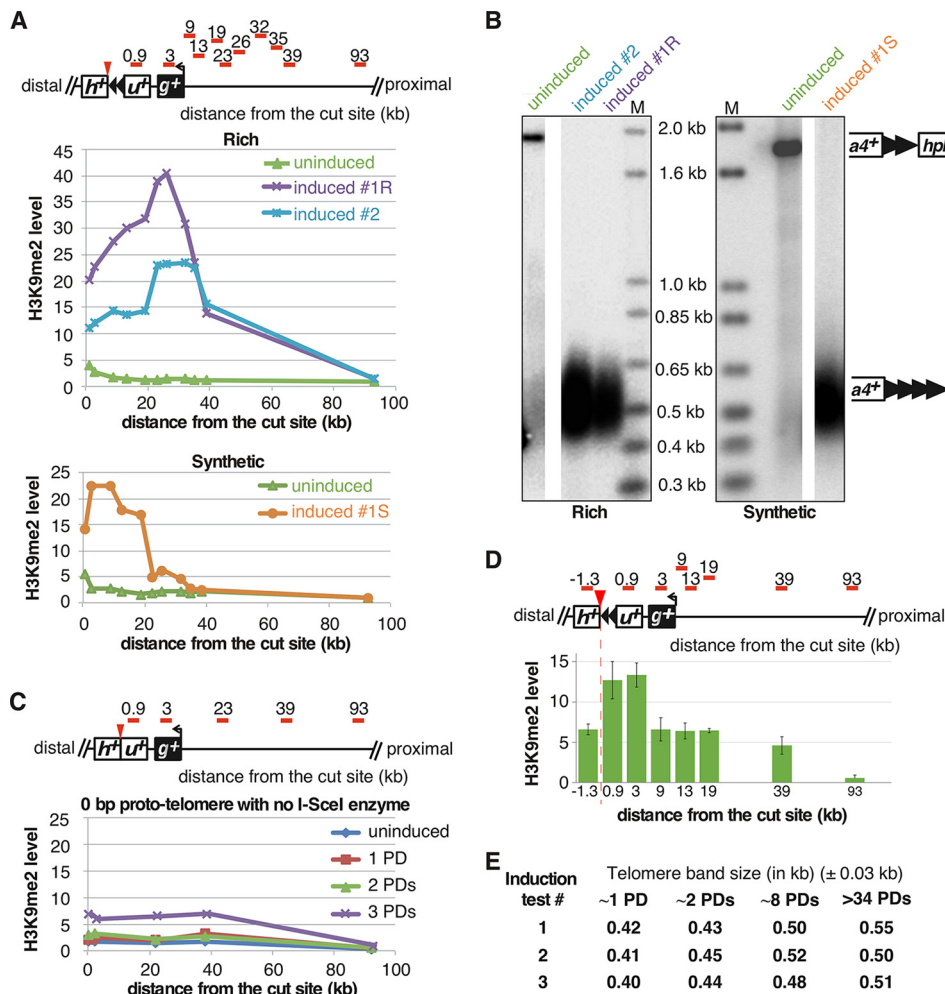 A
9 19 32
13 26 35
0.9 3 23 39 93
distal h+ u+ g+ proximal
distance from the cut site (kb)
Rich
45
40
35
30
25
20
15
10
5
0
H3K9me2 level
uninduced
induced #1R
induced #2
0 20 40 60 80 100
distance from the cut site (kb)
Synthetic
25
20
15
10
5
0
H3K9me2 level
uninduced
induced #1S
0 20 40 60 80 100
distance from the cut site (kb)
B
uninduced
induced #2
induced #1R
M
M
uninduced
induced #1S
2.0 kb
1.6 kb
1.0 kb
0.85 kb
0.65 kb
0.5 kb
0.4 kb
0.3 kb
a4+
a4+
Rich
Synthetic
C
0.9 3 23 39 93
distal h+ u+ g+ proximal
distance from the cut site (kb)
0 bp proto-telomere with no I-SceI enzyme
25
20
15
10
5
0
H3K9me2 level
uninduced
1 PD
2 PDs
3 PDs
0 20 40 60 80 100
distance from the cut site (kb)
D
9
-1.3 0.9 3 13 19 39 93
distal h+ u+ g+ proximal
distance from the cut site (kb)
15
10
5
0
H3K9me2 level
-1.3 0.9 3 9 13 19 39 93
distance from the cut site (kb)
E
Induction test # Telomere band size (in kb) (± 0.03 kb)
~1 PD ~2 PDs ~8 PDs >34 PDs
1 0.42 0.43 0.50 0.55
2 0.41 0.45 0.52 0.50
3 0.40 0.44 0.48 0.51